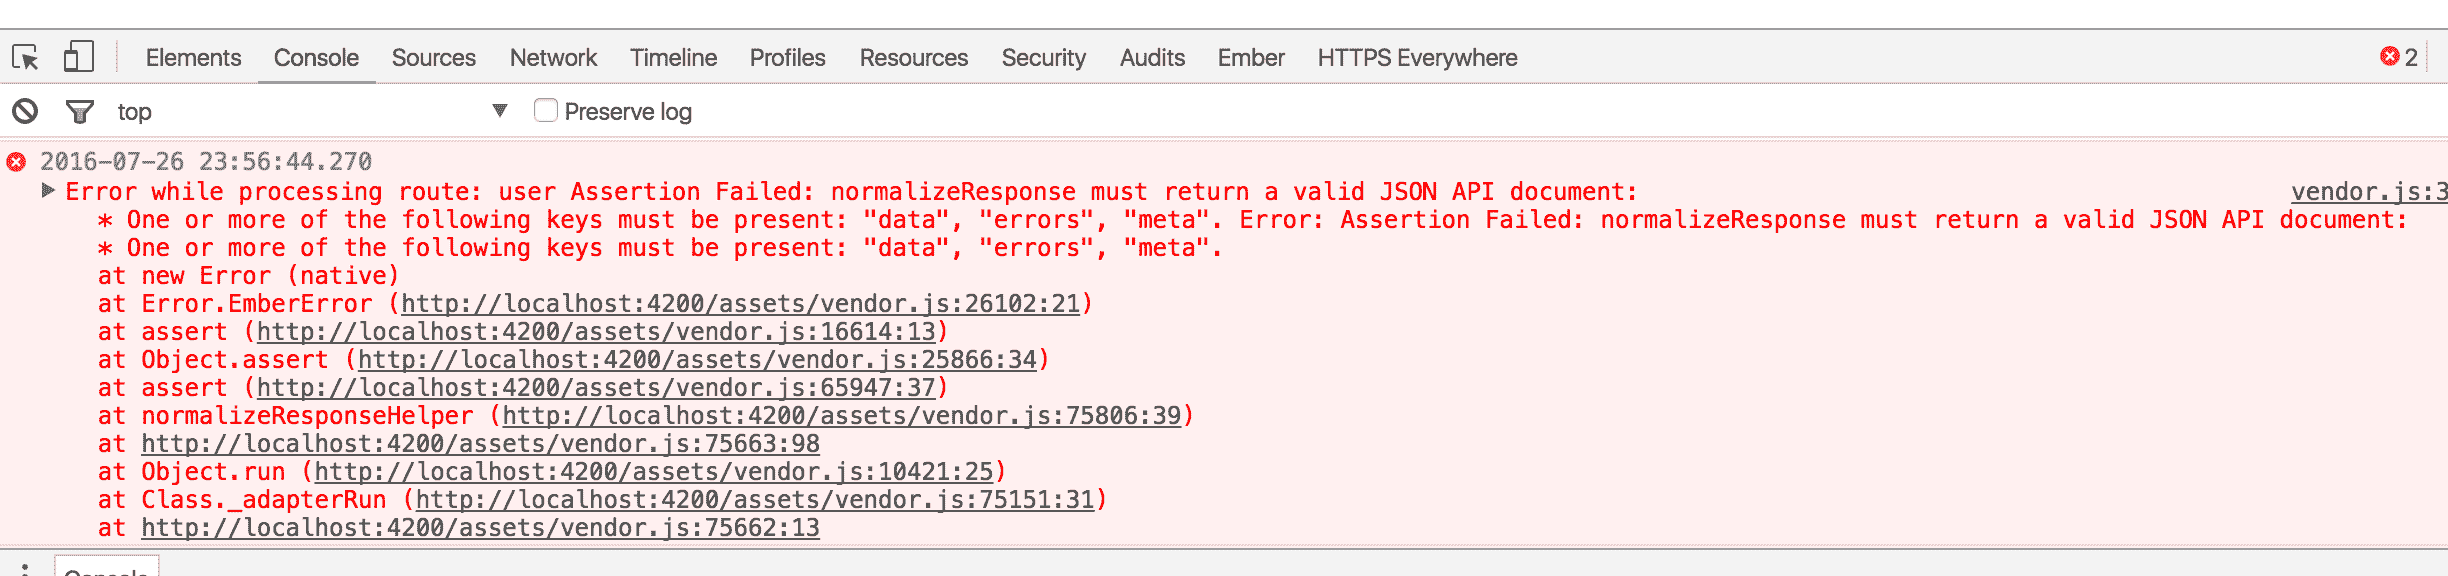 Elements Console Sources Network Timeline Profiles Resources Security Audits Ember HTTPS Everywhere 2
top Preserve log
2016-07-26 23:56:44.270
Error while processing route: user Assertion Failed: normalizeResponse must return a valid JSON API document: vendor.js:3
* One or more of the following keys must be present: "data", "errors", "meta". Error: Assertion Failed: normalizeResponse must return a valid JSON API document:
* One or more of the following keys must be present: "data", "errors", "meta".
at new Error (native)
at Error.EmberError (http://localhost:4200/assets/vendor.js:26102:21)
at assert (http://localhost:4200/assets/vendor.js:16614:13)
at Object.assert (http://localhost:4200/assets/vendor.js:25866:34)
at assert (http://localhost:4200/assets/vendor.js:65947:37)
at normalizeResponseHelper (http://localhost:4200/assets/vendor.js:75806:39)
at http://localhost:4200/assets/vendor.js:75663:98
at Object.run (http://localhost:4200/assets/vendor.js:10421:25)
at Class._adapterRun (http://localhost:4200/assets/vendor.js:75151:31)
at http://localhost:4200/assets/vendor.js:75662:13
Console